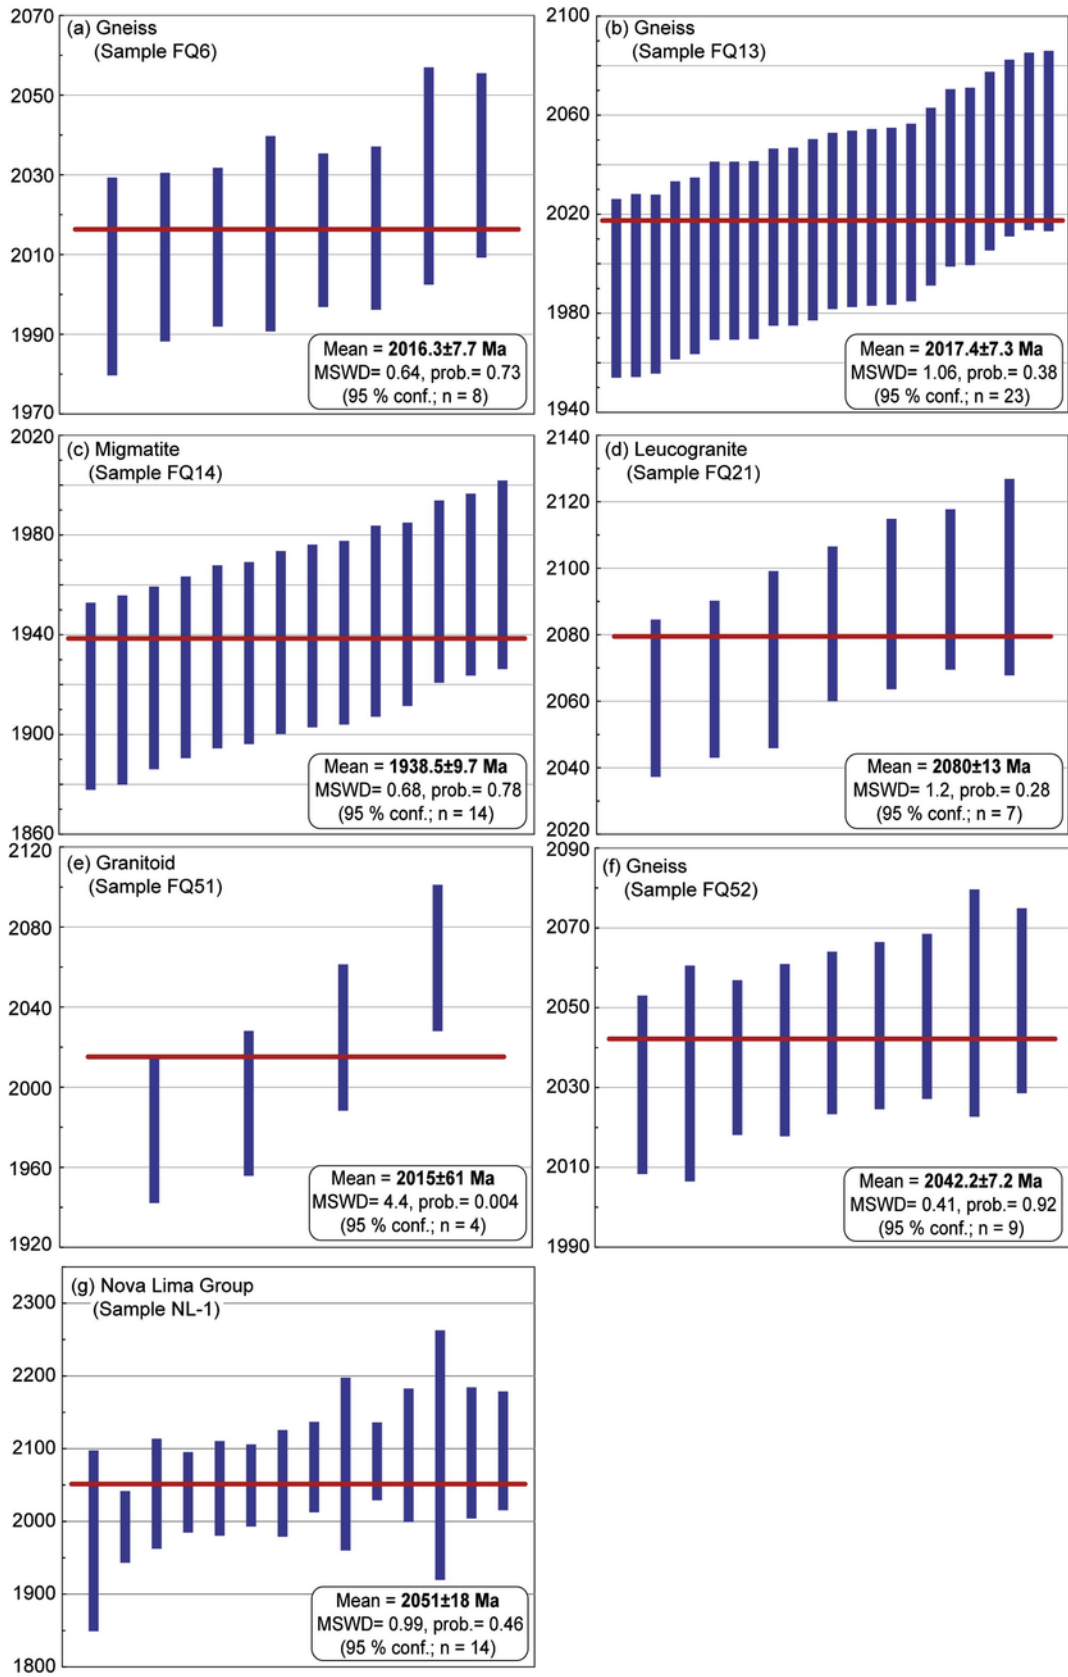 (a) Gneiss
(Sample FQ6)
2070
2050
2030
2010
1990
1970
Mean = 2016.3±7.7 Ma
MSWD= 0.64, prob.= 0.73
(95 % conf.; n = 8)
(b) Gneiss
(Sample FQ13)
2100
2060
2020
1980
1940
Mean = 2017.4±7.3 Ma
MSWD= 1.06, prob.= 0.38
(95 % conf.; n = 23)
(c) Migmatite
(Sample FQ14)
2020
1980
1940
1900
1860
Mean = 1938.5±9.7 Ma
MSWD= 0.68, prob.= 0.78
(95 % conf.; n = 14)
(d) Leucogranite
(Sample FQ21)
2140
2120
2100
2080
2060
2040
2020
Mean = 2080±13 Ma
MSWD= 1.2, prob.= 0.28
(95 % conf.; n = 7)
(e) Granitoid
(Sample FQ51)
2120
2080
2040
2000
1960
1920
Mean = 2015±61 Ma
MSWD= 4.4, prob.= 0.004
(95 % conf.; n = 4)
(f) Gneiss
(Sample FQ52)
2090
2070
2050
2030
2010
1990
Mean = 2042.2±7.2 Ma
MSWD= 0.41, prob.= 0.92
(95 % conf.; n = 9)
(g) Nova Lima Group
(Sample NL-1)
2300
2200
2100
2000
1900
1800
Mean = 2051±18 Ma
MSWD= 0.99, prob.= 0.46
(95 % conf.; n = 14)